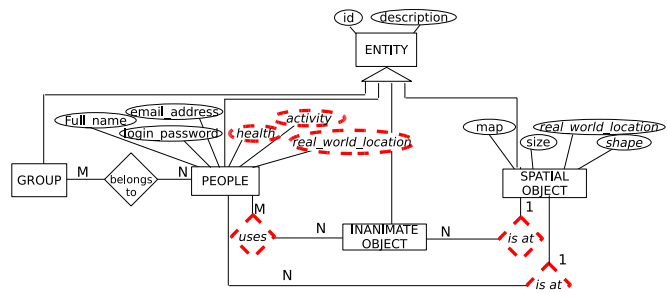 id
description
ENTITY
email_address
Full_name
login_password
health
activity
real_world_location
map
size
real_world_location
shape
GROUP
M
belongs
to
N
PEOPLE
SPATIAL
OBJECT
M
uses
N
INANIMATE
OBJECT
N
1
is at
N
1
is at